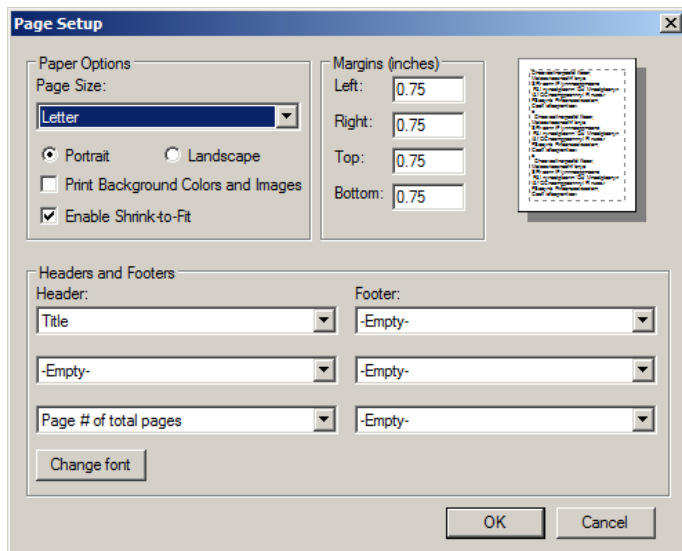 Page Setup
Paper Options
Page Size:
Letter
Portrait Landscape
Print Background Colors and Images
Enable Shrink-to-Fit
Margins (inches)
Left: 0.75
Right: 0.75
Top: 0.75
Bottom: 0.75
Headers and Footers
Header: Footer:
Title -Empty-
-Empty- -Empty-
Page # of total pages -Empty-
Change font
OK Cancel